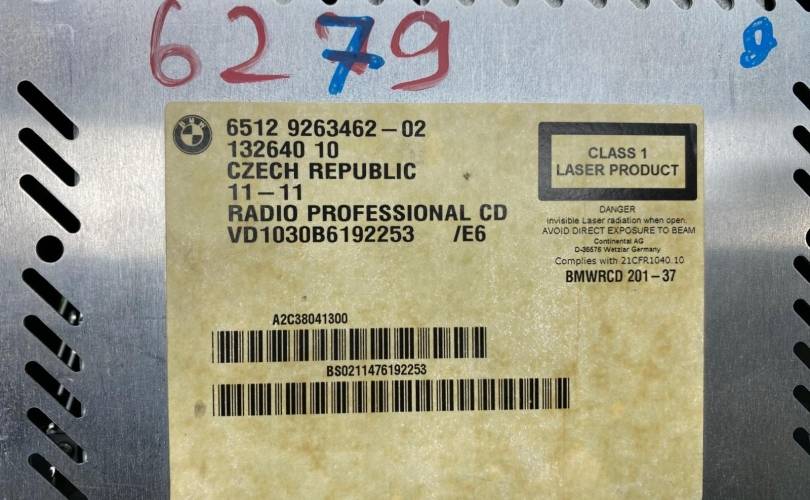 6279
8
BMW
6512 9263462-02
132640 10
CZECH REPUBLIC
11-11
RADIO PROFESSIONAL CD
VD1030B6192253 /E6
CLASS 1
LASER PRODUCT
DANGER
Invisible Laser radiation when open.
AVOID DIRECT EXPOSURE TO BEAM
Continental AG
D-35576 Wetzlar Germany
Complies with 21CFR1040.10
BMWRCD 201-37
A2C38041300
BS0211476192253